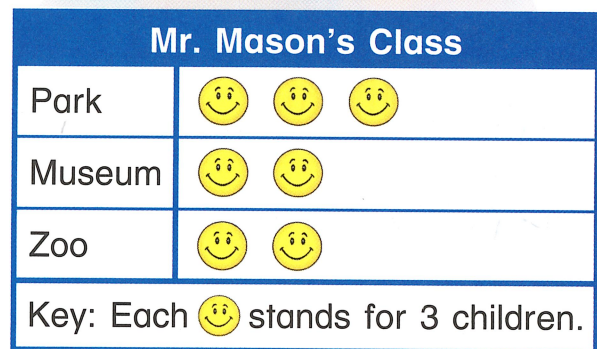 Mr. Mason's Class
Park
Museum
Zoo
Key: Each stands for 3 children.